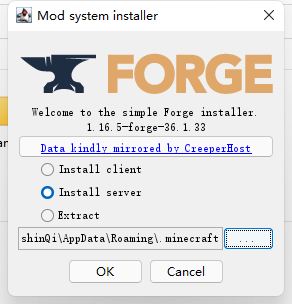 Mod system installer
FORGE
Welcome to the simple Forge installer.
1.16.5-forge-36.1.33
Data kindly mirrored by CreeperHost
Install client
Install server
Extract
shinQi\AppData\Roaming\.minecraft
...
OK
Cancel